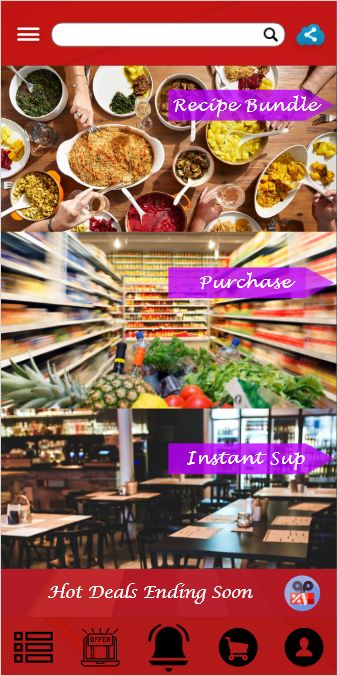 Recipe Bundle
Purchase
Instant Sup
Hot Deals Ending Soon
OFFER